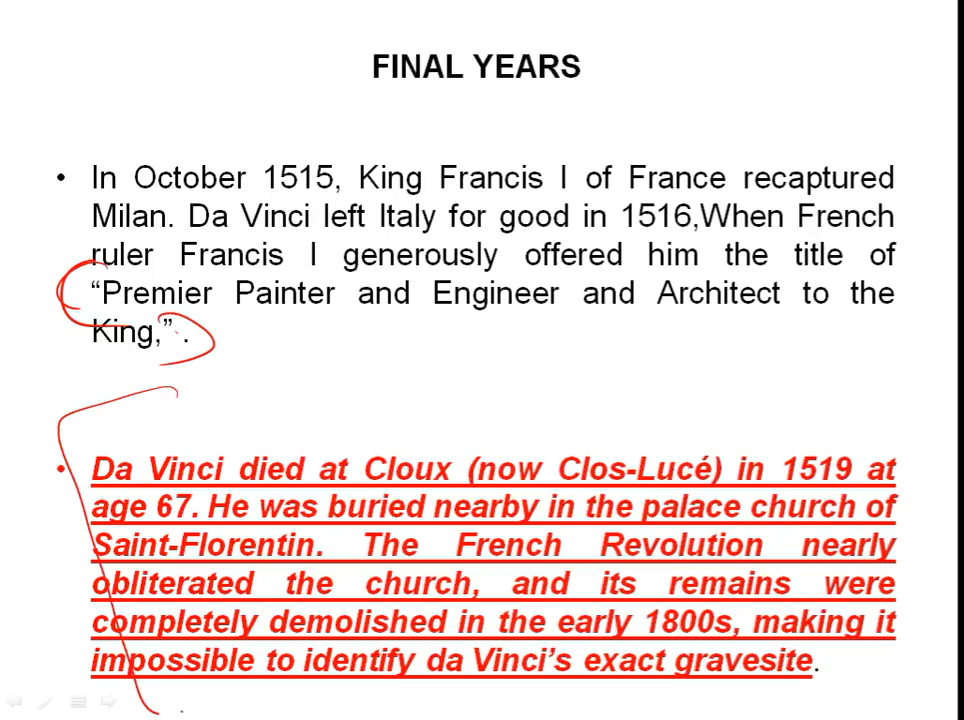 FINAL YEARS
• In October 1515, King Francis I of France recaptured
Milan. Da Vinci left Italy for good in 1516,When French
ruler Francis I generously offered him the title of
“Premier Painter and Engineer and Architect to the
King,” .
• Da Vinci died at Cloux (now Clos-Lucé) in 1519 at
age 67. He was buried nearby in the palace church of
Saint-Florentin. The French Revolution nearly
obliterated the church, and its remains were
completely demolished in the early 1800s, making it
impossible to identify da Vinci’s exact gravesite.